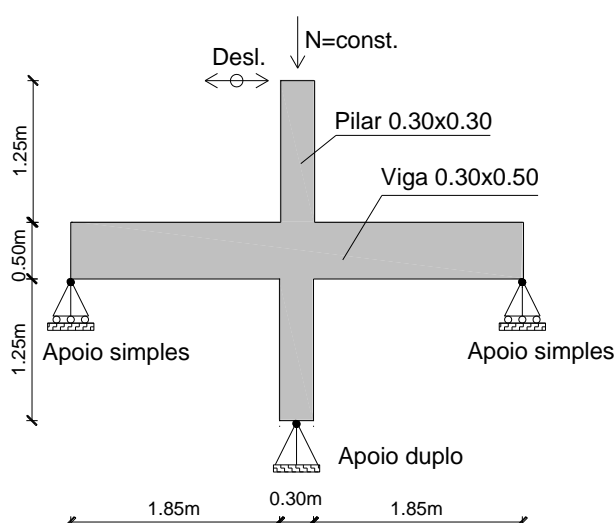 N=const.
Desl.
Pilar 0.30x0.30
Viga 0.30x0.50
1.25m
0.50m
1.25m
Apoio simples
Apoio simples
Apoio duplo
1.85m
0.30m
1.85m